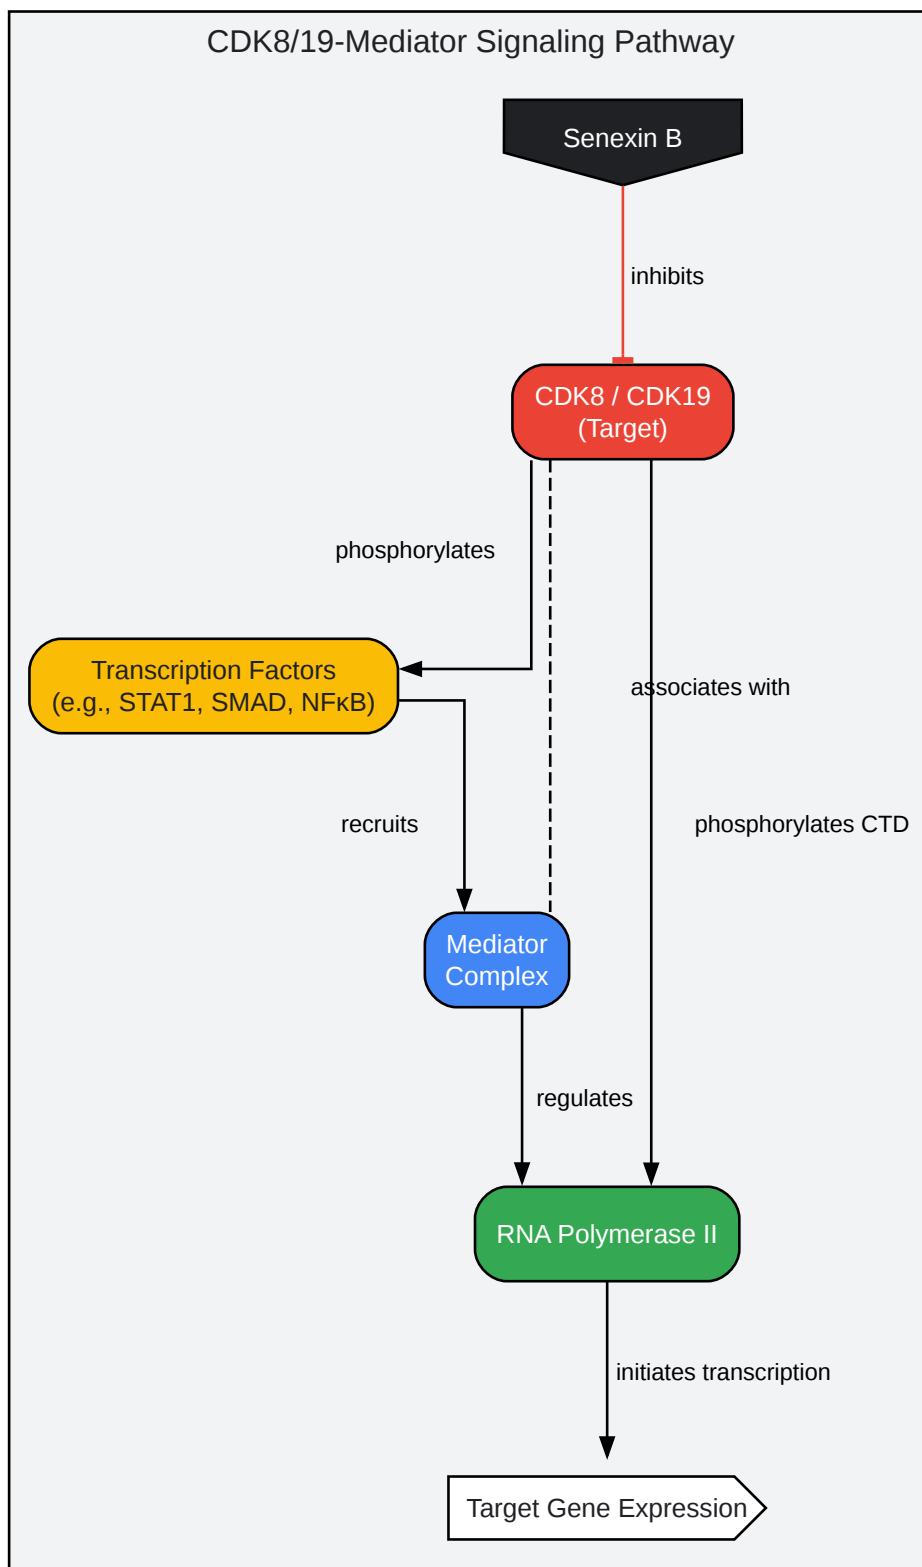 CDK8/19-Mediator Signaling Pathway
Senexin B
inhibits
CDK8 / CDK19
(Target)
phosphorylates
Transcription Factors
(e.g., STAT1, SMAD, NFκB)
associates with
recruits
phosphorylates CTD
Mediator
Complex
regulates
RNA Polymerase II
initiates transcription
Target Gene Expression